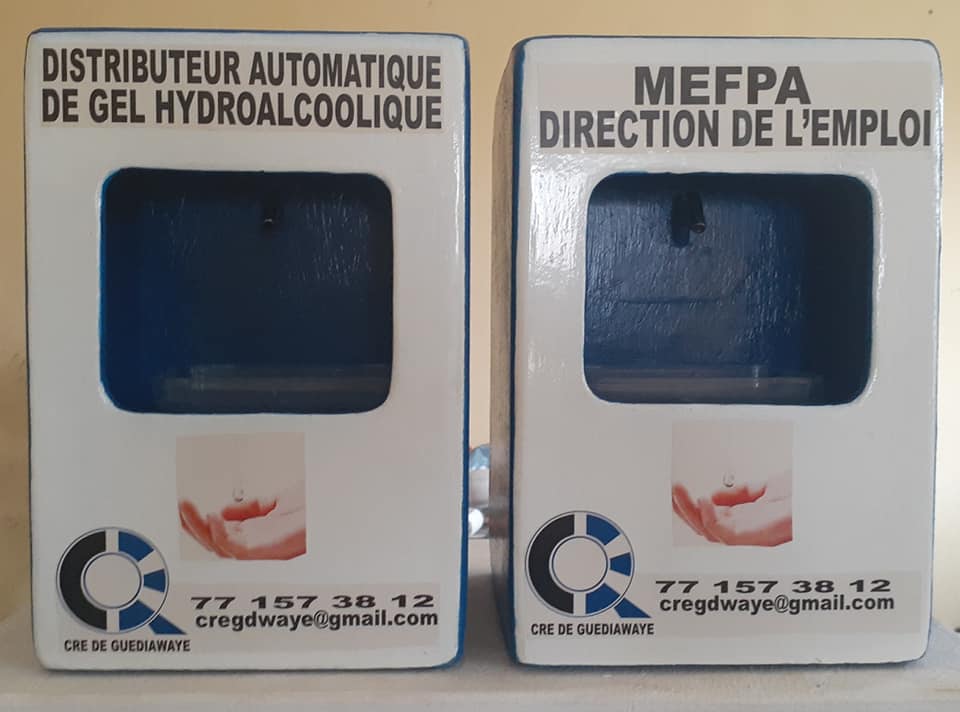 DISTRIBUTEUR AUTOMATIQUE
DE GEL HYDROALCOOLIQUE
CRE DE GUEDIAWAYE
77 157 38 12
cregdwaye@gmail.com
MEFPA
DIRECTION DE L'EMPLOI
CRE DE GUEDIAWAYE
77 157 38 12
cregdwaye@gmail.com